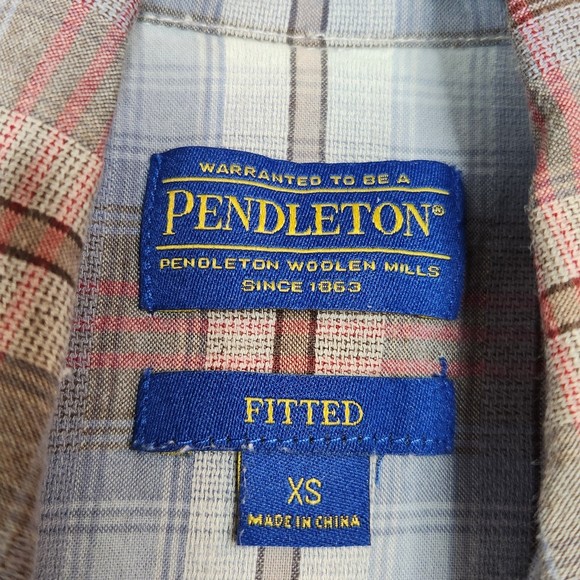 WARRANTED TO BE A
PENDLETON®
PENDLETON WOOLEN MILLS
SINCE 1863
FITTED
XS
MADE IN CHINA